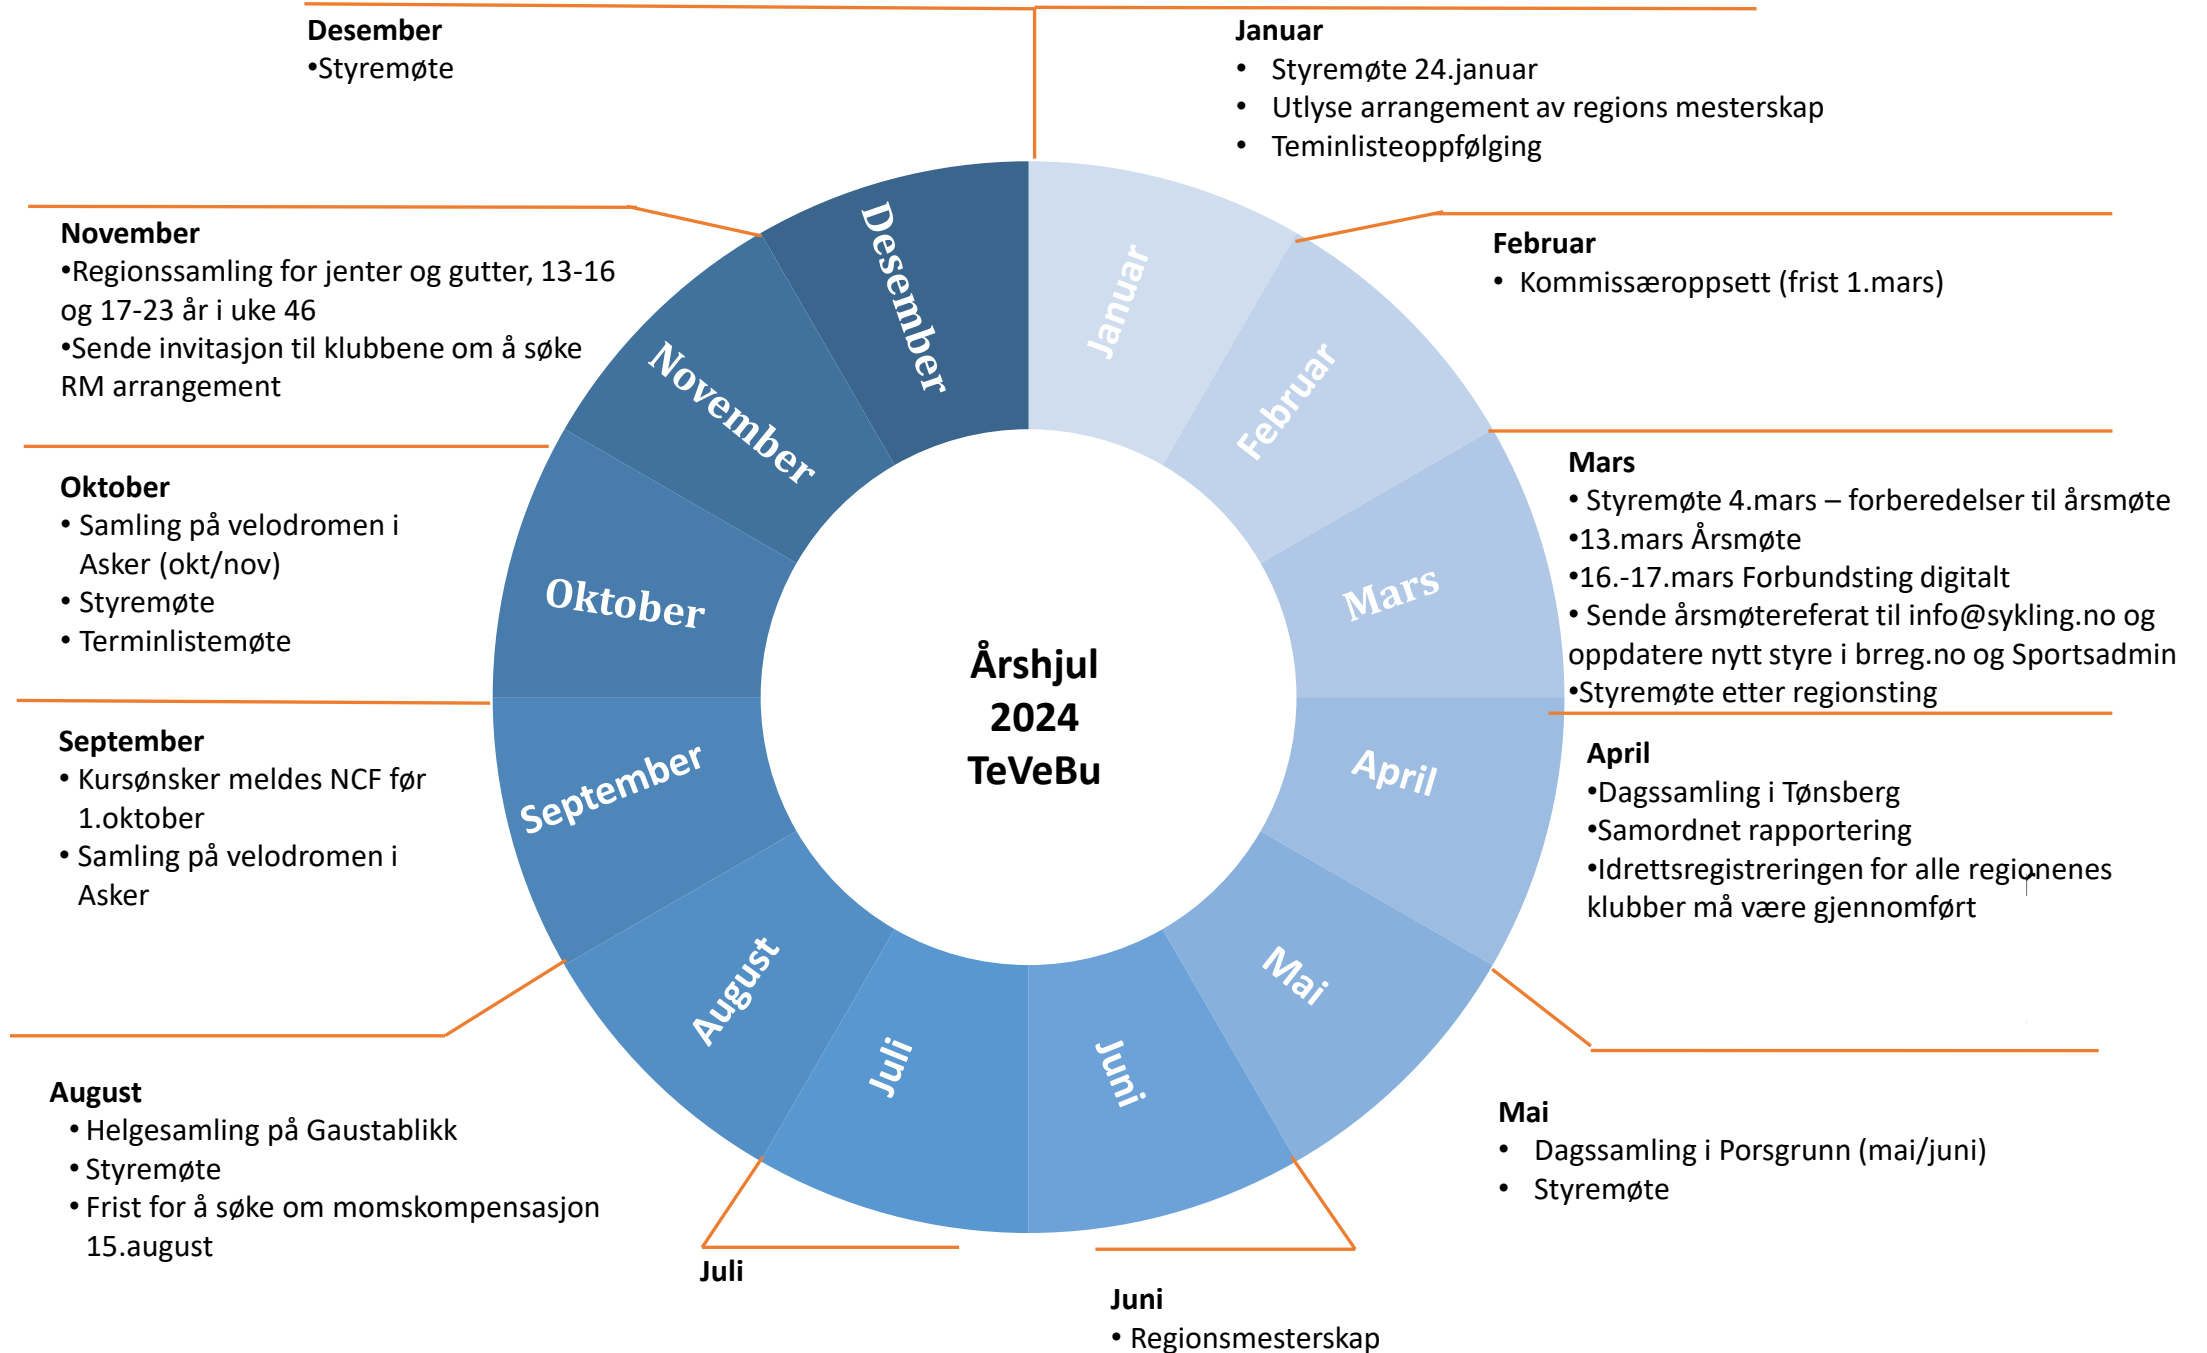 Desember
•Styremøte
Januar
• Styremøte 24.januar
• Utlyse arrangement av regions mesterskap
• Teminlisteoppfølging
Februar
• Kommissæroppsett (frist 1.mars)
Mars
• Styremøte 4.mars – forberedelser til årsmøte
•13.mars Årsmøte
•16.-17.mars Forbundsting digitalt
• Sende årsmøtereferat til info@sykling.no og
oppdatere nytt styre i brreg.no og Sportsadmin
•Styremøte etter regionsting
April
•Dagssamling i Tønsberg
•Samordnet rapportering
•Idrettsregistreringen for alle regionenes
klubber må være gjennomført
Mai
• Dagssamling i Porsgrunn (mai/juni)
• Styremøte
Juni
• Regionsmesterskap
Juli
August
• Helgesamling på Gaustablikk
• Styremøte
• Frist for å søke om momskompensasjon
15.august
September
• Kursønsker meldes NCF før
1.oktober
• Samling på velodromen i
Asker
Oktober
• Samling på velodromen i
Asker (okt/nov)
• Styremøte
• Terminlistemøte
November
•Regionssamling for jenter og gutter, 13-16
og 17-23 år i uke 46
•Sende invitasjon til klubbene om å søke
RM arrangement
Januar
Februar
Mars
April
Mai
Juni
Juli
August
September
Oktober
November
Desember
Årshjul
2024
TeVeBu